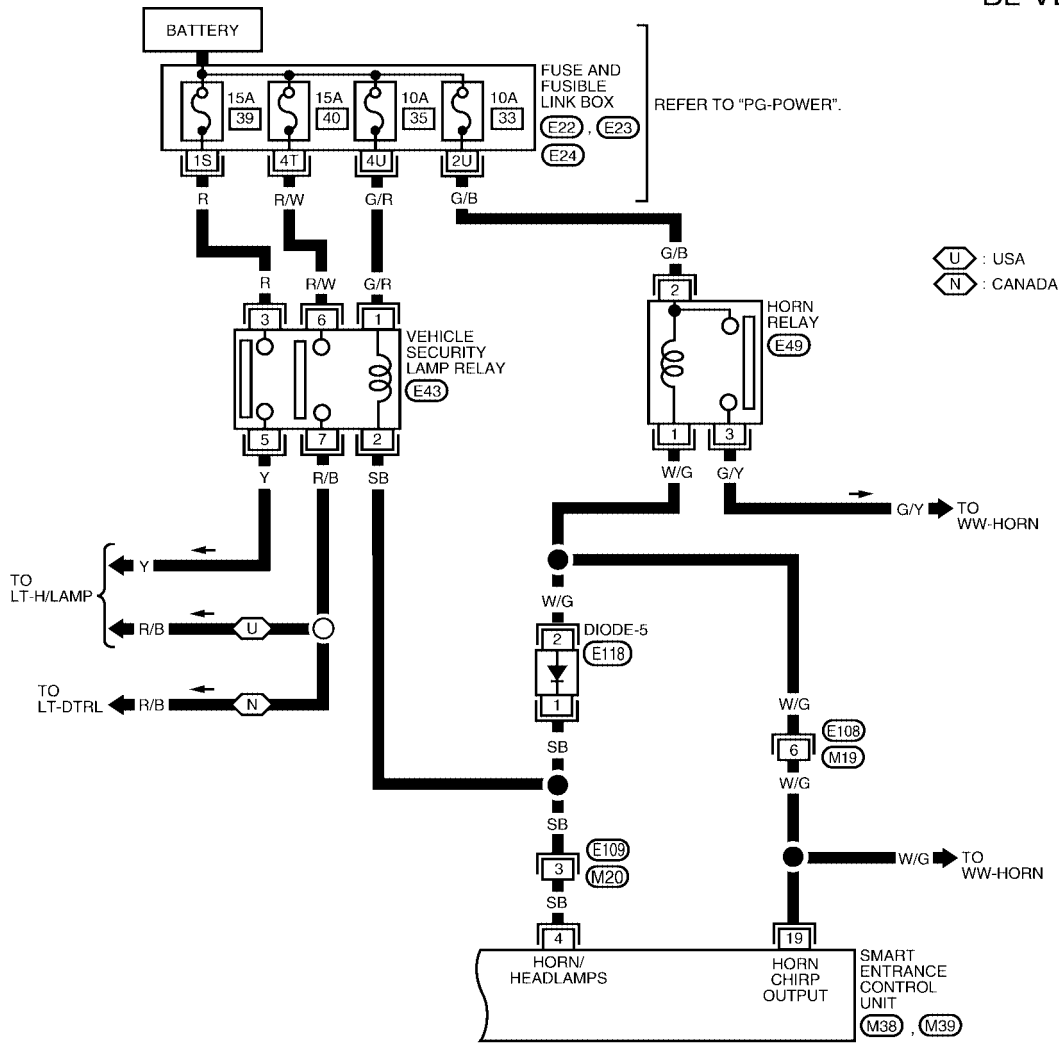 BATTERY
15A
39
15A
40
10A
35
10A
33
FUSE AND
FUSIBLE
LINK BOX
E22 , E23
E24
REFER TO "PG-POWER".
1S
4T
4U
2U
R
R/W
G/R
G/B
G/B
U : USA
N : CANADA
R
R/W
G/R
2
HORN
RELAY
E49
3
6
1
VEHICLE
SECURITY
LAMP RELAY
E43
5
7
2
1
3
Y
R/B
SB
W/G
G/Y
G/Y
TO
WW-HORN
Y
TO
LT-H/LAMP
R/B
U
W/G
2
DIODE-5
E118
1
TO
LT-DTRL
R/B
N
SB
W/G
6
E108
M19
W/G
SB
3
E109
M20
W/G
TO
WW-HORN
SB
4
19
HORN/
HEADLAMPS
HORN
CHIRP
OUTPUT
SMART
ENTRANCE
CONTROL
UNIT
M38 , M39